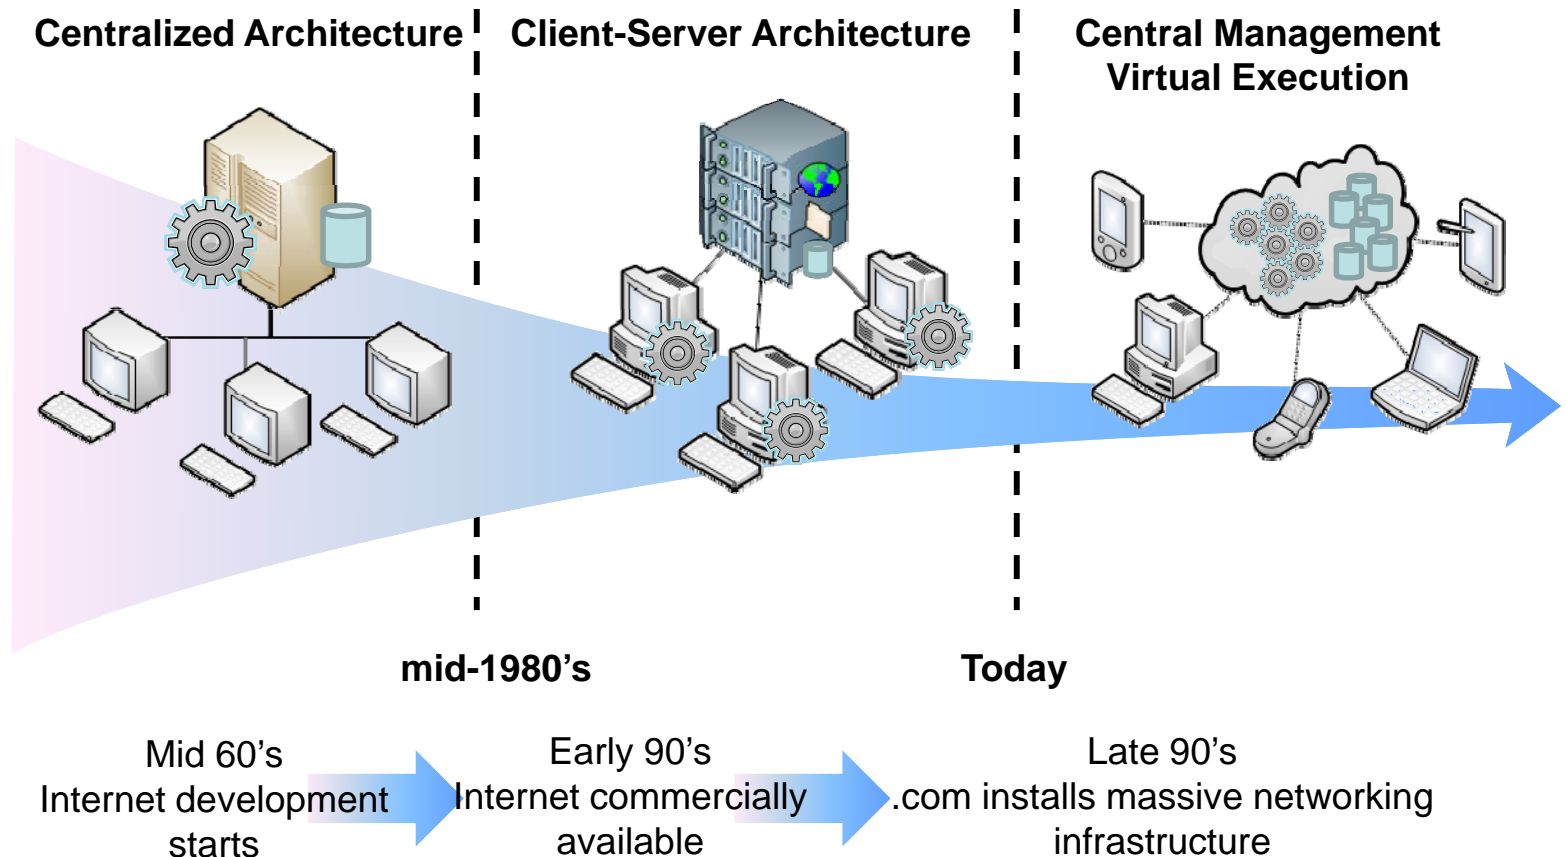 Centralized Architecture
Client-Server Architecture
Central Management
Virtual Execution
mid-1980’s
Today
Mid 60’s
Internet development
starts
Early 90’s
Internet commercially
available
Late 90’s
.com installs massive networking
infrastructure